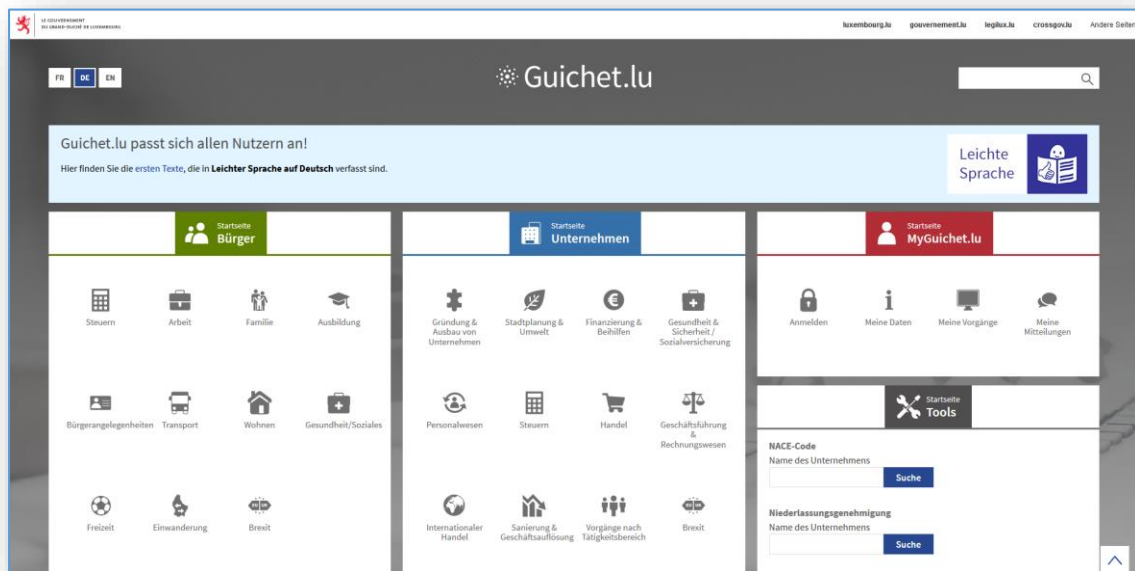 LE GOUVERNEMENT
DU GRAND-DUCHÉ DE LUXEMBOURG
luxembourg.lu gouvernement.lu legilux.lu crossgov.lu Andere Seiten
FR DE EN
Guichet.lu
Guichet.lu passt sich allen Nutzern an!
Hier finden Sie die ersten Texte, die in Leichter Sprache auf Deutsch verfasst sind.
Leichte
Sprache
Startseite
Bürger
Steuern
Arbeit
Familie
Ausbildung
Bürgerangelegenheiten
Transport
Wohnen
Gesundheit/Soziales
Freizeit
Einwanderung
Brexit
Startseite
Unternehmen
Gründung &
Ausbau von
Unternehmen
Stadtplanung &
Umwelt
Finanzierung &
Beihilfen
Gesundheit &
Sicherheit /
Sozialversicherung
Personalwesen
Steuern
Handel
Geschäftsführung
&
Rechnungswesen
Internationaler
Handel
Sanierung &
Geschäftsauflösung
Vorgänge nach
Tätigkeitsbereich
EU UK
Brexit
Startseite
MyGuichet.lu
Anmelden
Meine Daten
Meine Vorgänge
Meine
Mitteilungen
Startseite
Tools
NACE-Code
Name des Unternehmens
Suche
Niederlassungsgenehmigung
Name des Unternehmens
Suche